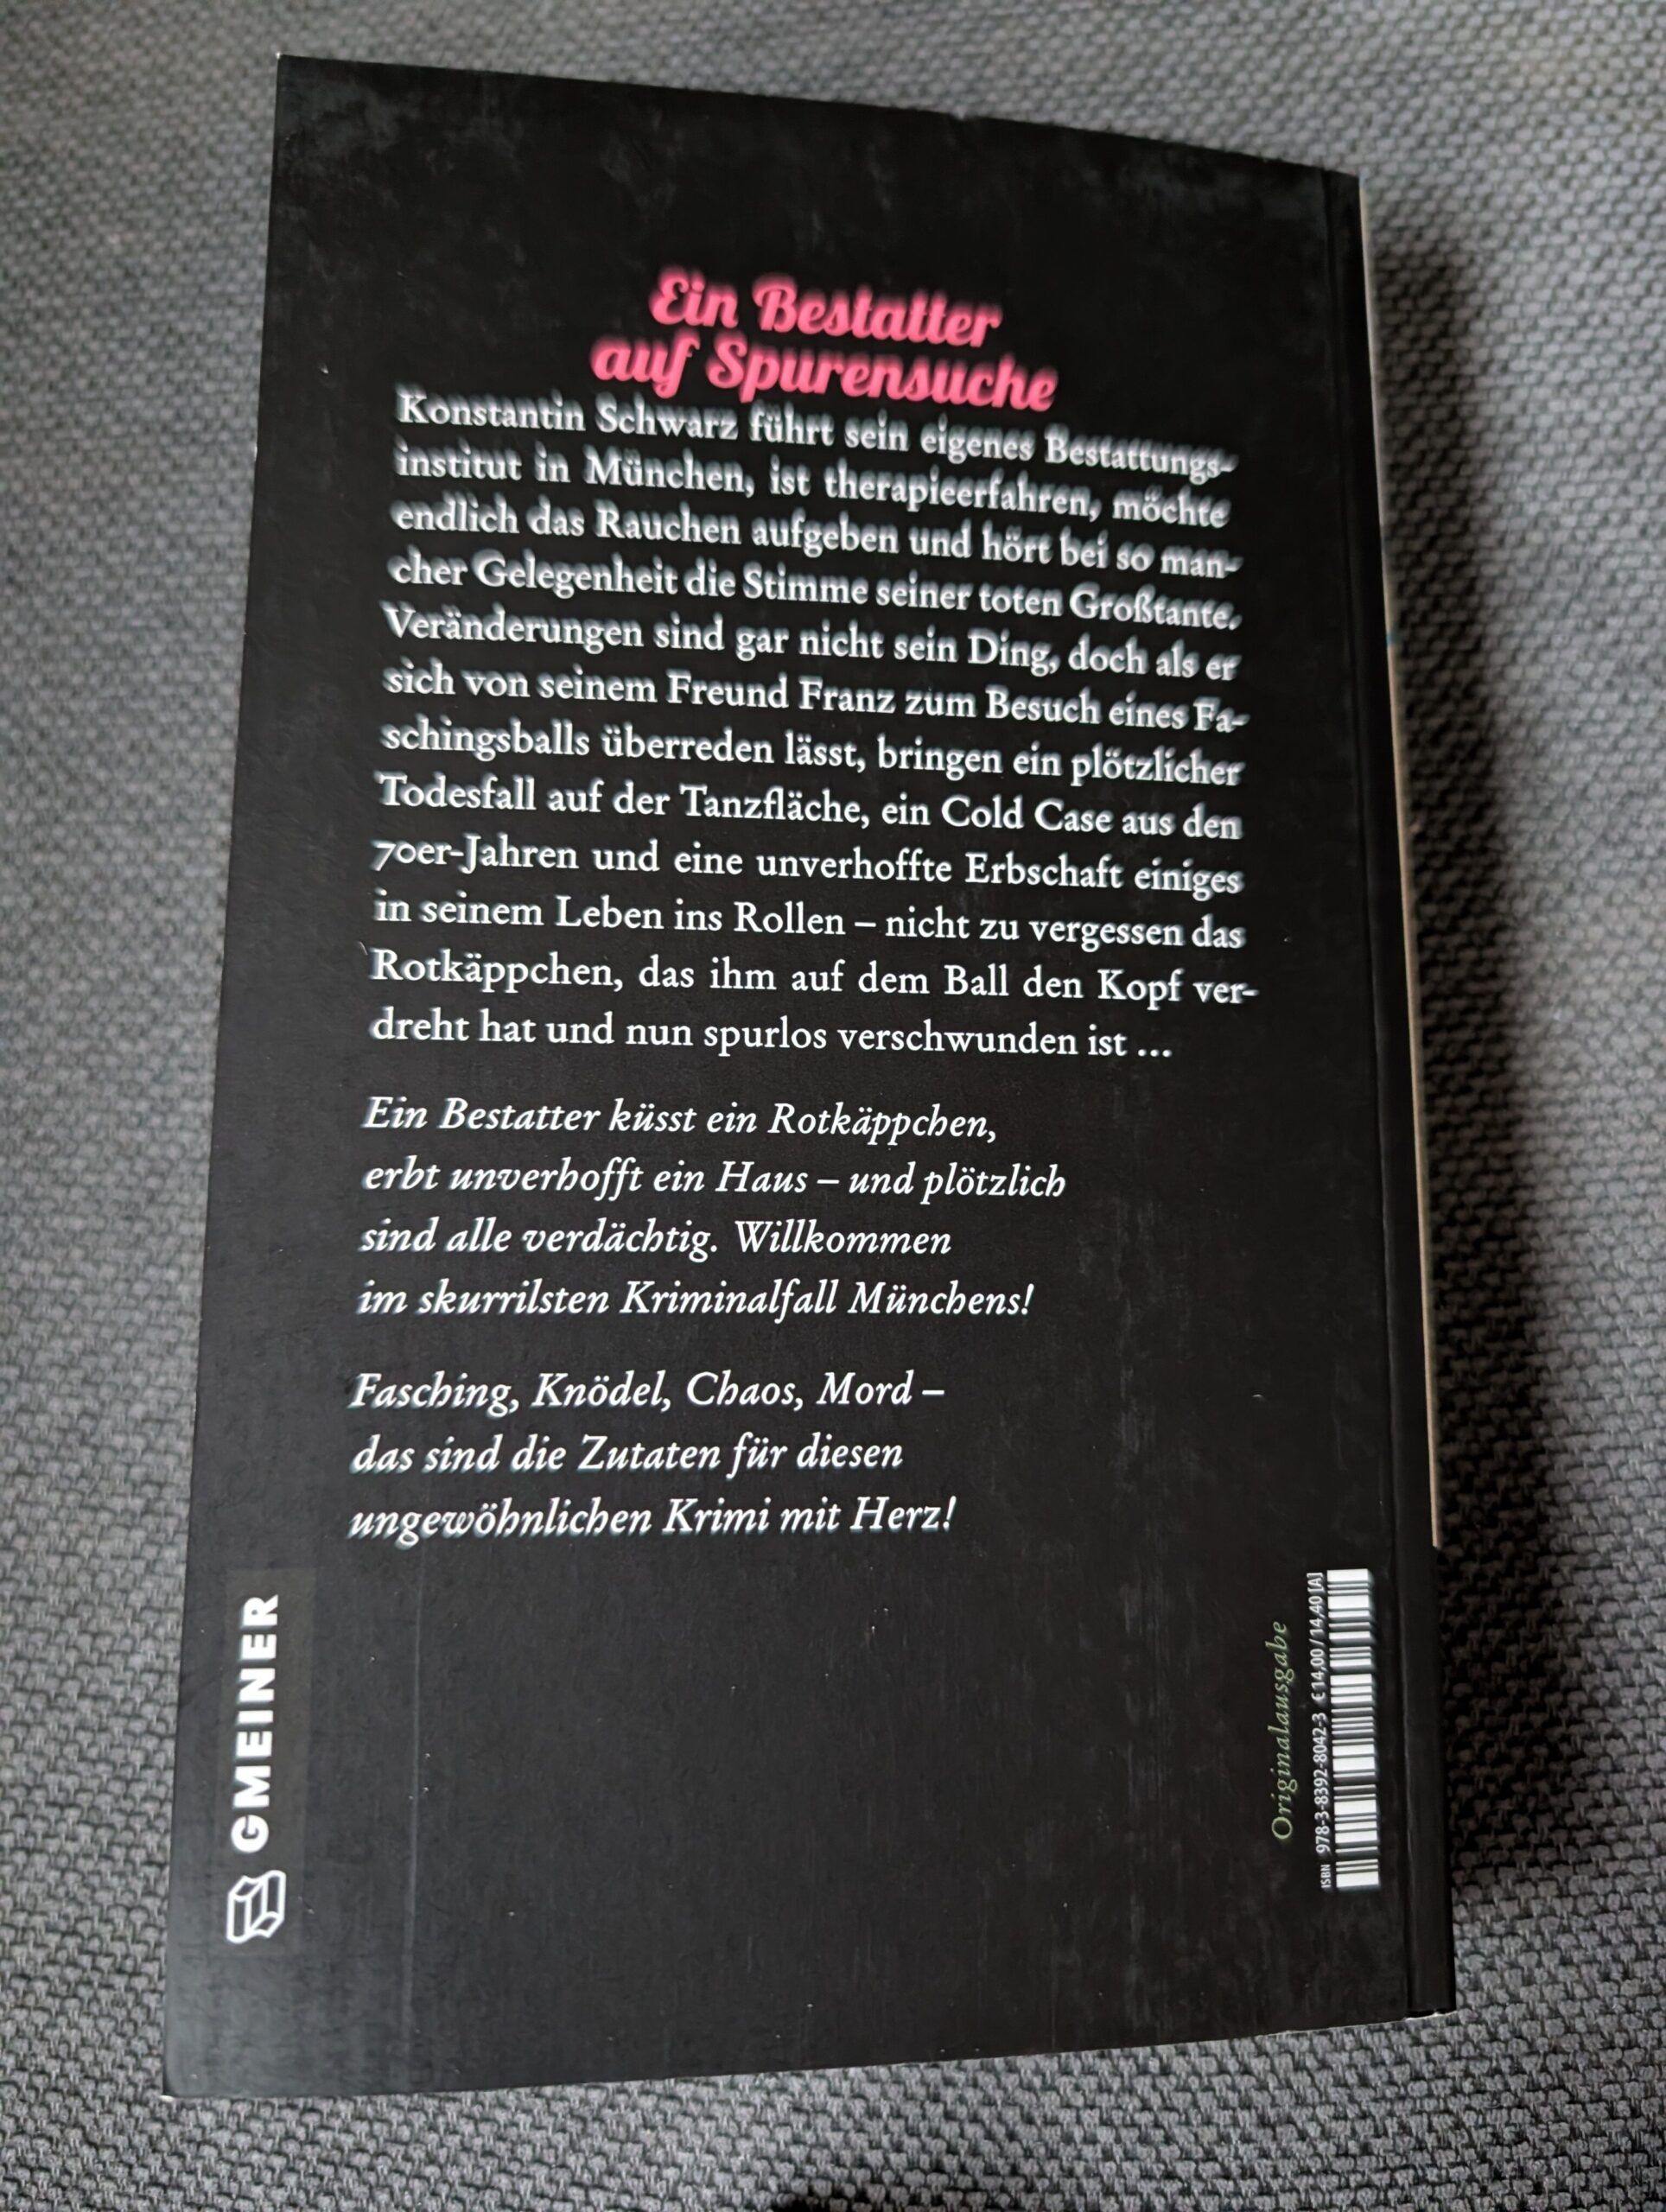 Ein Bestatter
auf Spurensuche
Konstantin Schwarz führt sein eigenes Bestattungs-
institut in München, ist therapieerfahren, möchte
endlich das Rauchen aufgeben und hört bei so man-
cher Gelegenheit die Stimme seiner toten Großtante.
Veränderungen sind gar nicht sein Ding, doch als er
sich von seinem Freund Franz zum Besuch eines Fa-
schingsballs überreden lässt, bringen ein plötzlicher
Todesfall auf der Tanzfläche, ein Cold Case aus den
70er-Jahren und eine unverhoffte Erbschaft einiges
in seinem Leben ins Rollen – nicht zu vergessen das
Rotkäppchen, das ihm auf dem Ball den Kopf ver-
dreht hat und nun spurlos verschwunden ist ...
Ein Bestatter küsst ein Rotkäppchen,
erbt unverhofft ein Haus – und plötzlich
sind alle verdächtig. Willkommen
im skurrilsten Kriminalfall Münchens!
Fasching, Knödel, Chaos, Mord –
das sind die Zutaten für diesen
ungewöhnlichen Krimi mit Herz!
GMEINER
Originalausgabe
ISBN 978-3-8392-8042-3 € 14,00 / 14,40 [A]